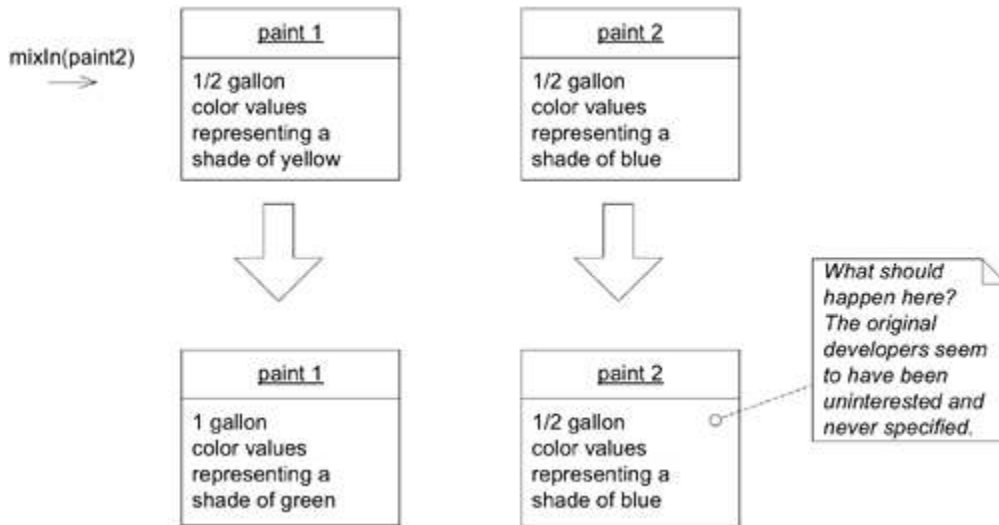 mixIn(paint2)
paint 1
1/2 gallon
color values
representing a
shade of yellow
paint 2
1/2 gallon
color values
representing a
shade of blue
paint 1
1 gallon
color values
representing a
shade of green
paint 2
1/2 gallon
color values
representing a
shade of blue
What should
happen here?
The original
developers seem
to have been
uninterested and
never specified.